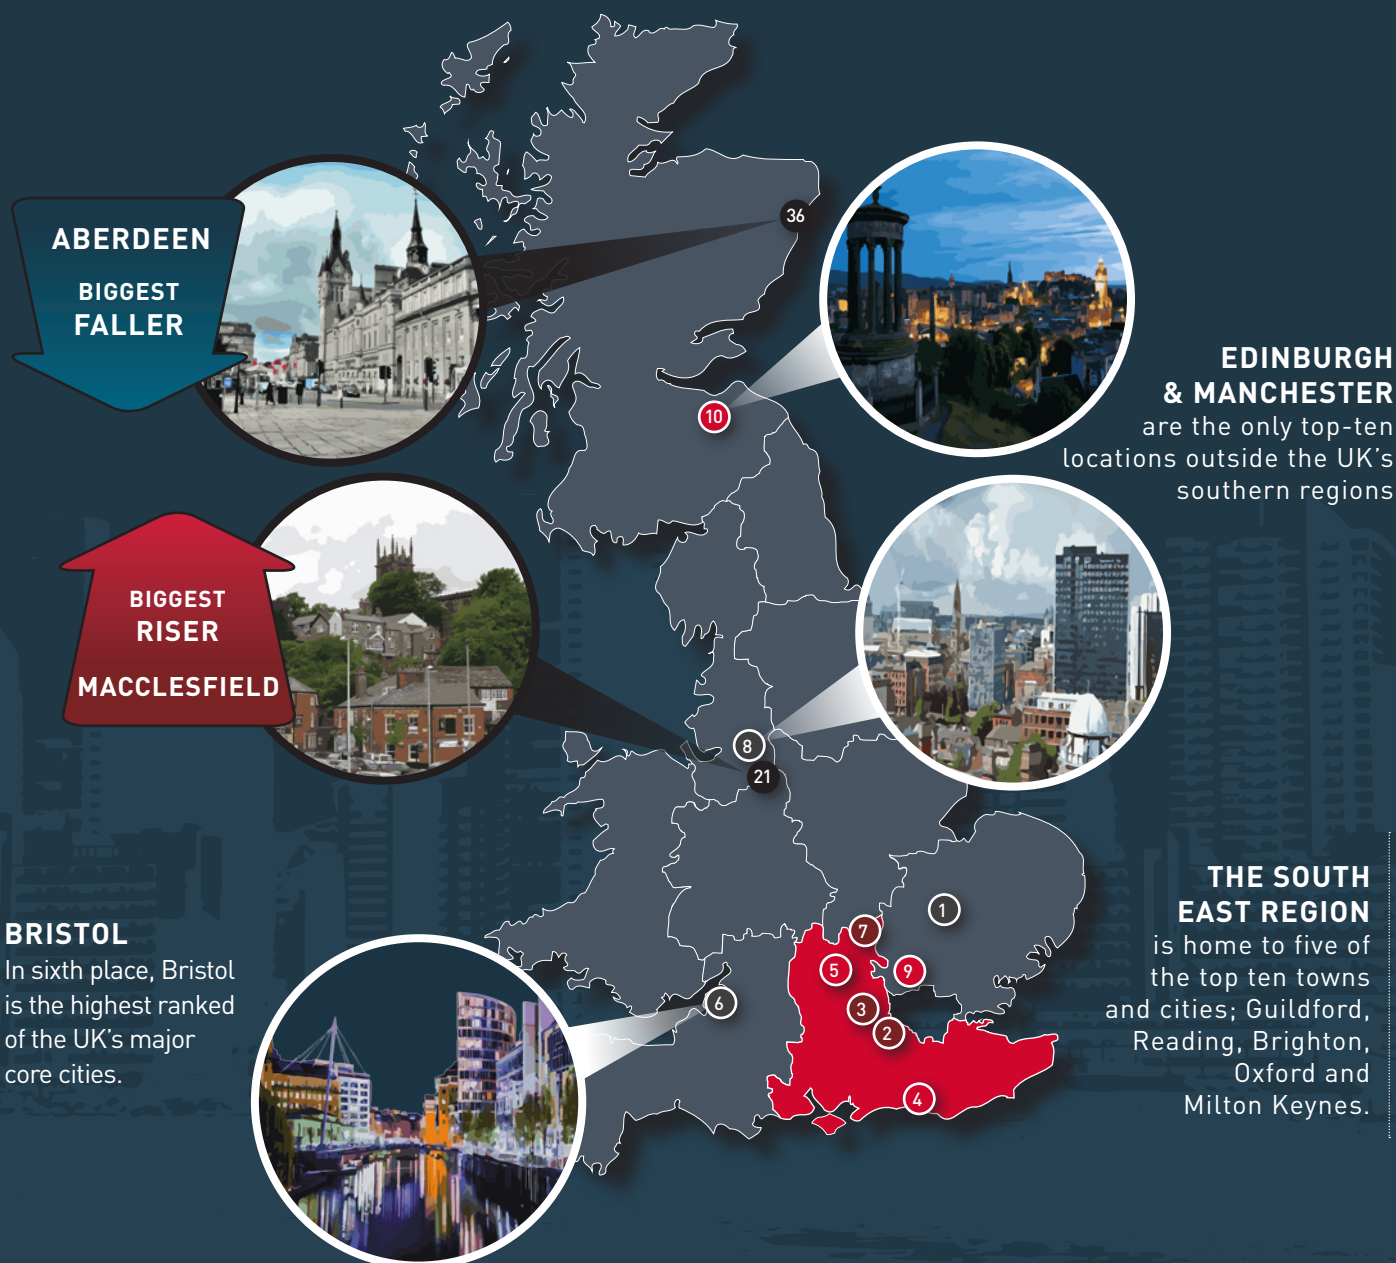 ABERDEEN
BIGGEST
FALLER
36
EDINBURGH
& MANCHESTER
are the only top-ten
locations outside the UK's
southern regions
10
BIGGEST
RISER
MACCLESFIELD
8
21
BRISTOL
In sixth place, Bristol
is the highest ranked
of the UK's major
core cities.
1
7
5
9
6
3
2
4
THE SOUTH
EAST REGION
is home to five of
the top ten towns
and cities; Guildford,
Reading, Brighton,
Oxford and
Milton Keynes.